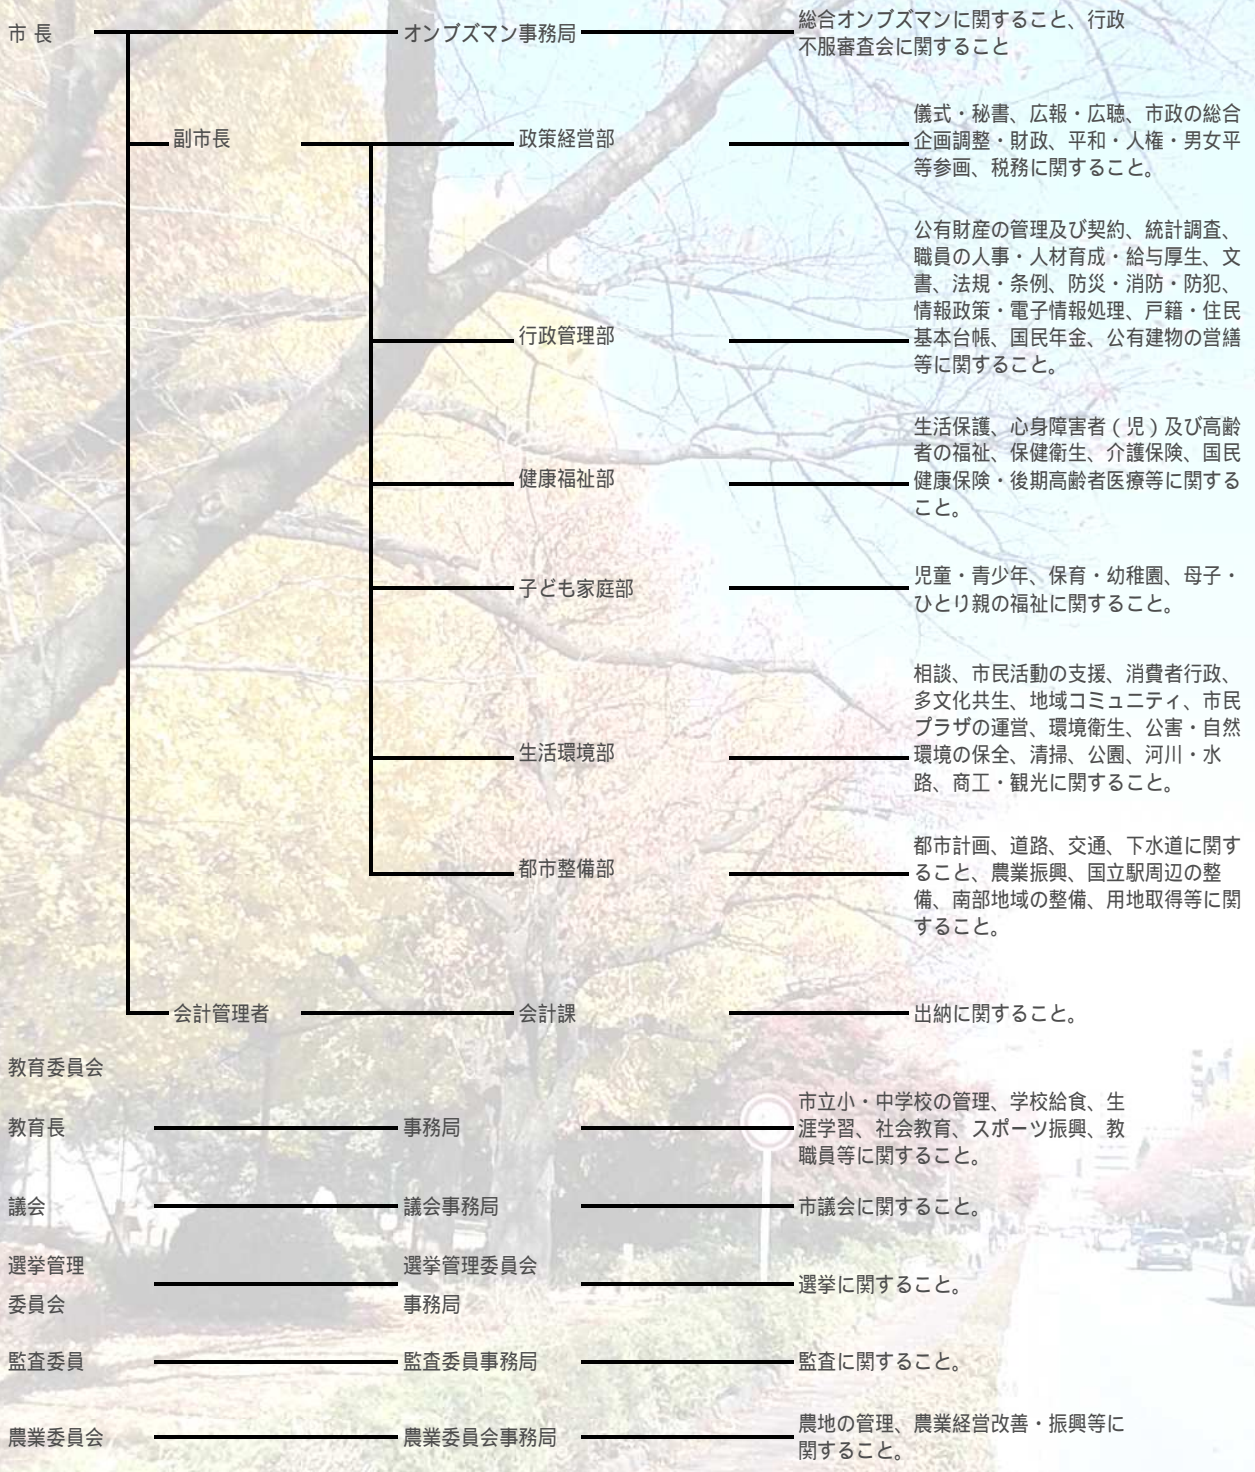 市 長
オンブズマン事務局
総合オンブズマンに関すること、行政
不服審査会に関すること
副市長
政策経営部
儀式・秘書、広報・広聴、市政の総合
企画調整・財政、平和・人権・男女平
等参画、税務に関すること。
行政管理部
公有財産の管理及び契約、統計調査、
職員の人事・人材育成・給与厚生、文
書、法規・条例、防災・消防・防犯、
情報政策・電子情報処理、戸籍・住民
基本台帳、国民年金、公有建物の営繕
等に関すること。
健康福祉部
生活保護、心身障害者(児)及び高齢
者の福祉、保健衛生、介護保険、国民
健康保険・後期高齢者医療等に関する
こと。
子ども家庭部
児童・青少年、保育・幼稚園、母子・
ひとり親の福祉に関すること。
生活環境部
相談、市民活動の支援、消費者行政、
多文化共生、地域コミュニティ、市民
プラザの運営、環境衛生、公害・自然
環境の保全、清掃、公園、河川・水
路、商工・観光に関すること。
都市整備部
都市計画、道路、交通、下水道に関す
ること、農業振興、国立駅周辺の整
備、南部地域の整備、用地取得等に関
すること。
会計管理者
会計課
出納に関すること。
教育委員会
教育長
事務局
市立小・中学校の管理、学校給食、生
涯学習、社会教育、スポーツ振興、教
職員等に関すること。
議会
議会事務局
市議会に関すること。
選挙管理
委員会
選挙管理委員会
事務局
選挙に関すること。
監査委員
監査委員事務局
監査に関すること。
農業委員会
農業委員会事務局
農地の管理、農業経営改善・振興等に
関すること。